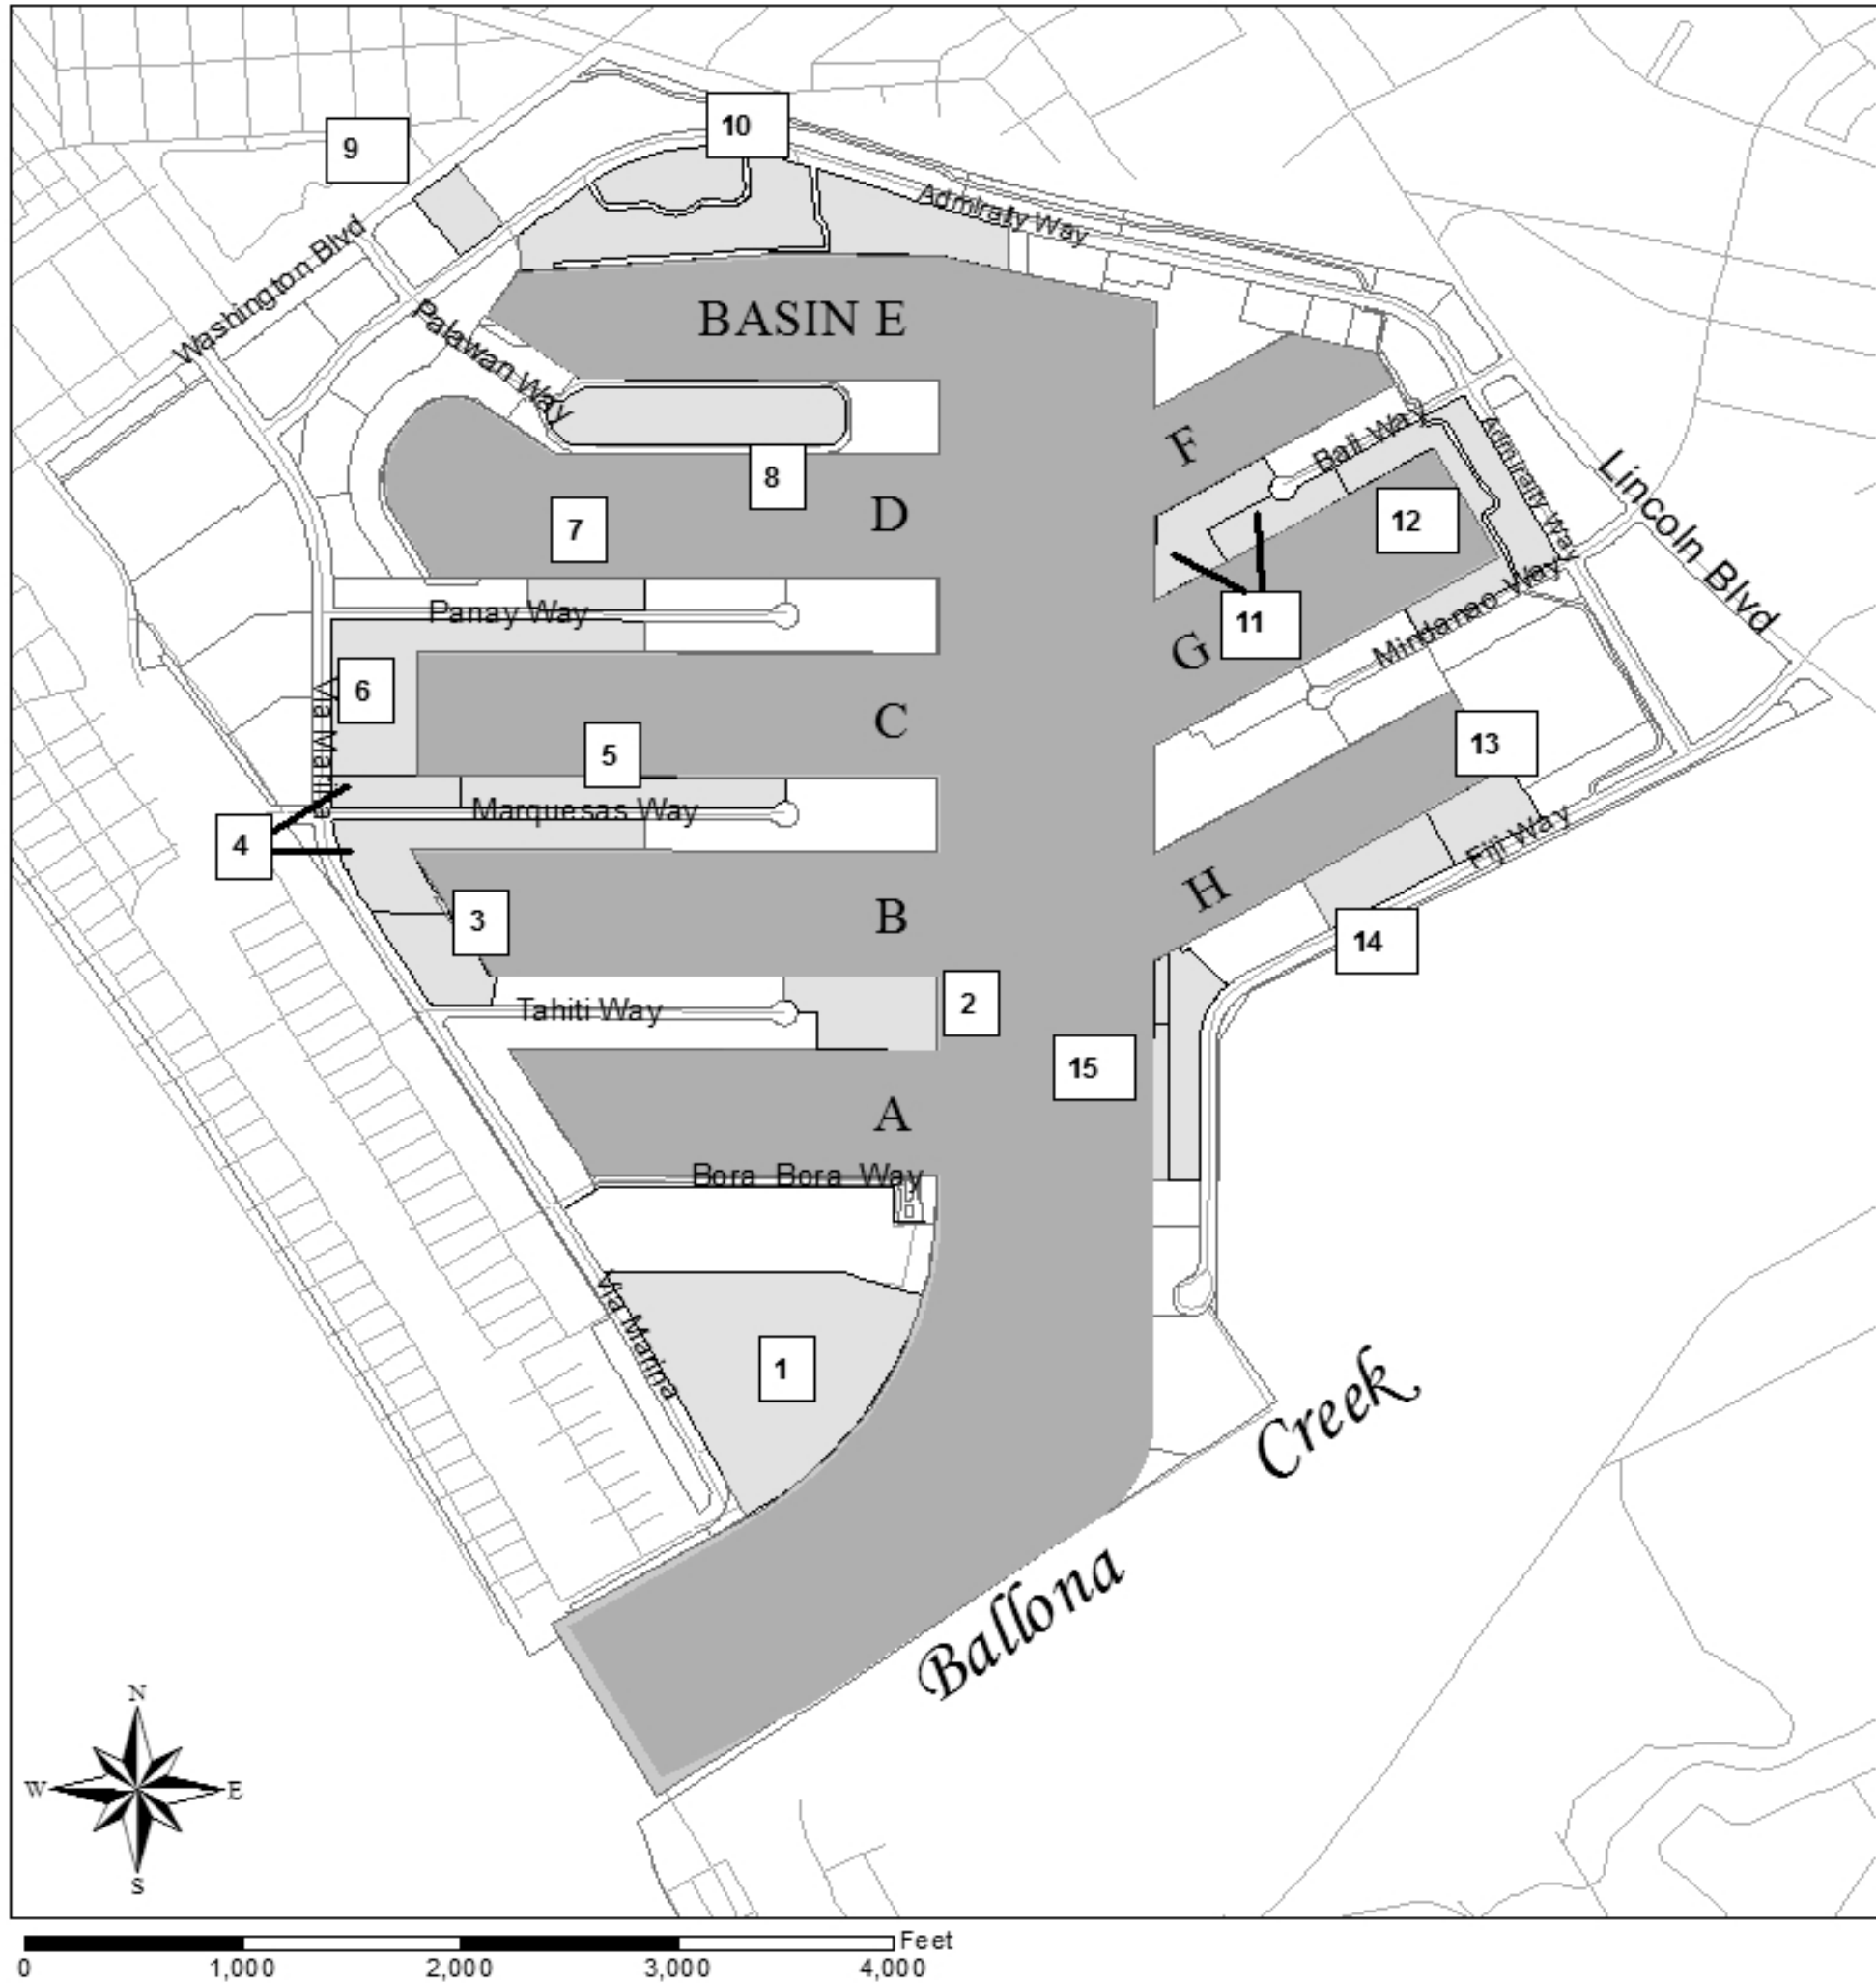 10
9
Admiralty Way
Washington Blvd
BASIN E
Palawan Way
F
Bali Way
Admiralty Way
Lincoln Blvd
8
D
7
12
Panay Way
11
G
Mindanao Way
6
Via Marina
C
5
13
Marquesas Way
4
Fiji Way
3
B
H
14
2
Tahiti Way
15
A
Bora Bora Way
Via Marina
1
Ballona Creek
N
W E
S
Feet
0 1,000 2,000 3,000 4,000